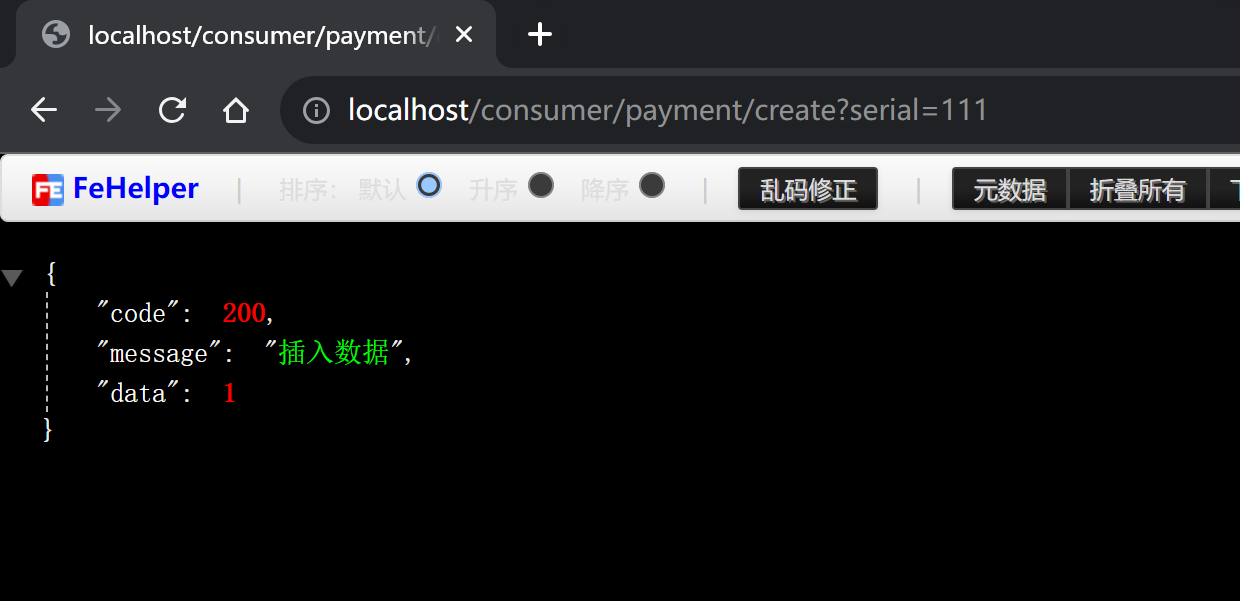 localhost/consumer/payment/
localhost/consumer/payment/create?serial=111
FeHelper | 排序: 默认 升序 降序 | 乱码修正 | 元数据 折叠所有
{
"code": 200,
"message": "插入数据",
"data": 1
}